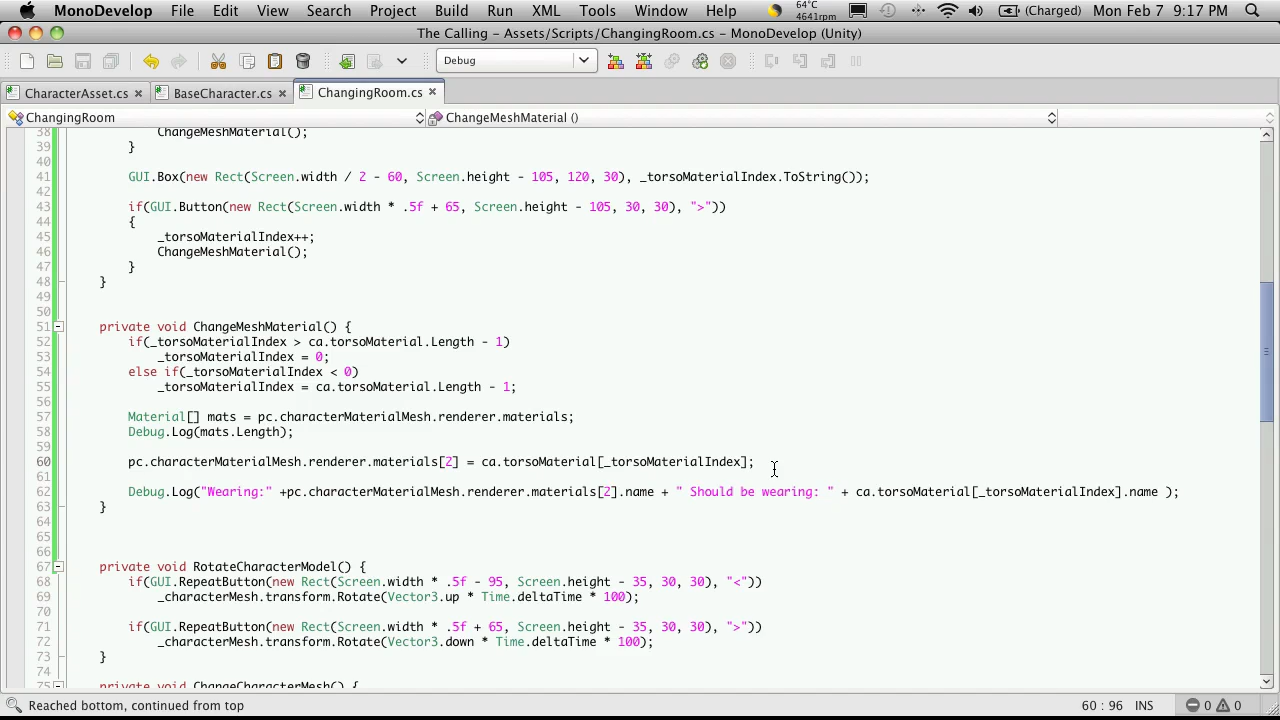 MonoDevelop File Edit View Search Project Build Run XML Tools Window Help 64°C 4641rpm (Charged) Mon Feb 7 9:17 PM
The Calling - Assets/Scripts/ChangingRoom.cs - MonoDevelop (Unity)
Debug
CharacterAsset.cs BaseCharacter.cs ChangingRoom.cs
ChangingRoom ChangeMeshMaterial ()
38 ChangeMeshMaterial();
39 }
40
41 GUI.Box(new Rect(Screen.width / 2 - 60, Screen.height - 105, 120, 30), _torsoMaterialIndex.ToString());
42
43 if(GUI.Button(new Rect(Screen.width * .5f + 65, Screen.height - 105, 30, 30), ">"))
44 {
45 _torsoMaterialIndex++;
46 ChangeMeshMaterial();
47 }
48 }
49
50
51 private void ChangeMeshMaterial() {
52 if(_torsoMaterialIndex > ca.torsoMaterial.Length - 1)
53 _torsoMaterialIndex = 0;
54 else if(_torsoMaterialIndex < 0)
55 _torsoMaterialIndex = ca.torsoMaterial.Length - 1;
56
57 Material[] mats = pc.characterMaterialMesh.renderer.materials;
58 Debug.Log(mats.Length);
59
60 pc.characterMaterialMesh.renderer.materials[2] = ca.torsoMaterial[_torsoMaterialIndex];
61
62 Debug.Log("Wearing:" +pc.characterMaterialMesh.renderer.materials[2].name + " Should be wearing: " + ca.torsoMaterial[_torsoMaterialIndex].name );
63 }
64
65
66
67 private void RotateCharacterModel() {
68 if(GUI.RepeatButton(new Rect(Screen.width * .5f - 95, Screen.height - 35, 30, 30), "<"))
69 _characterMesh.transform.Rotate(Vector3.up * Time.deltaTime * 100);
70
71 if(GUI.RepeatButton(new Rect(Screen.width * .5f + 65, Screen.height - 35, 30, 30), ">"))
72 _characterMesh.transform.Rotate(Vector3.down * Time.deltaTime * 100);
73 }
74
75 private void ChangeCharacterMesh() {
Reached bottom, continued from top 60 : 96 INS 0 0